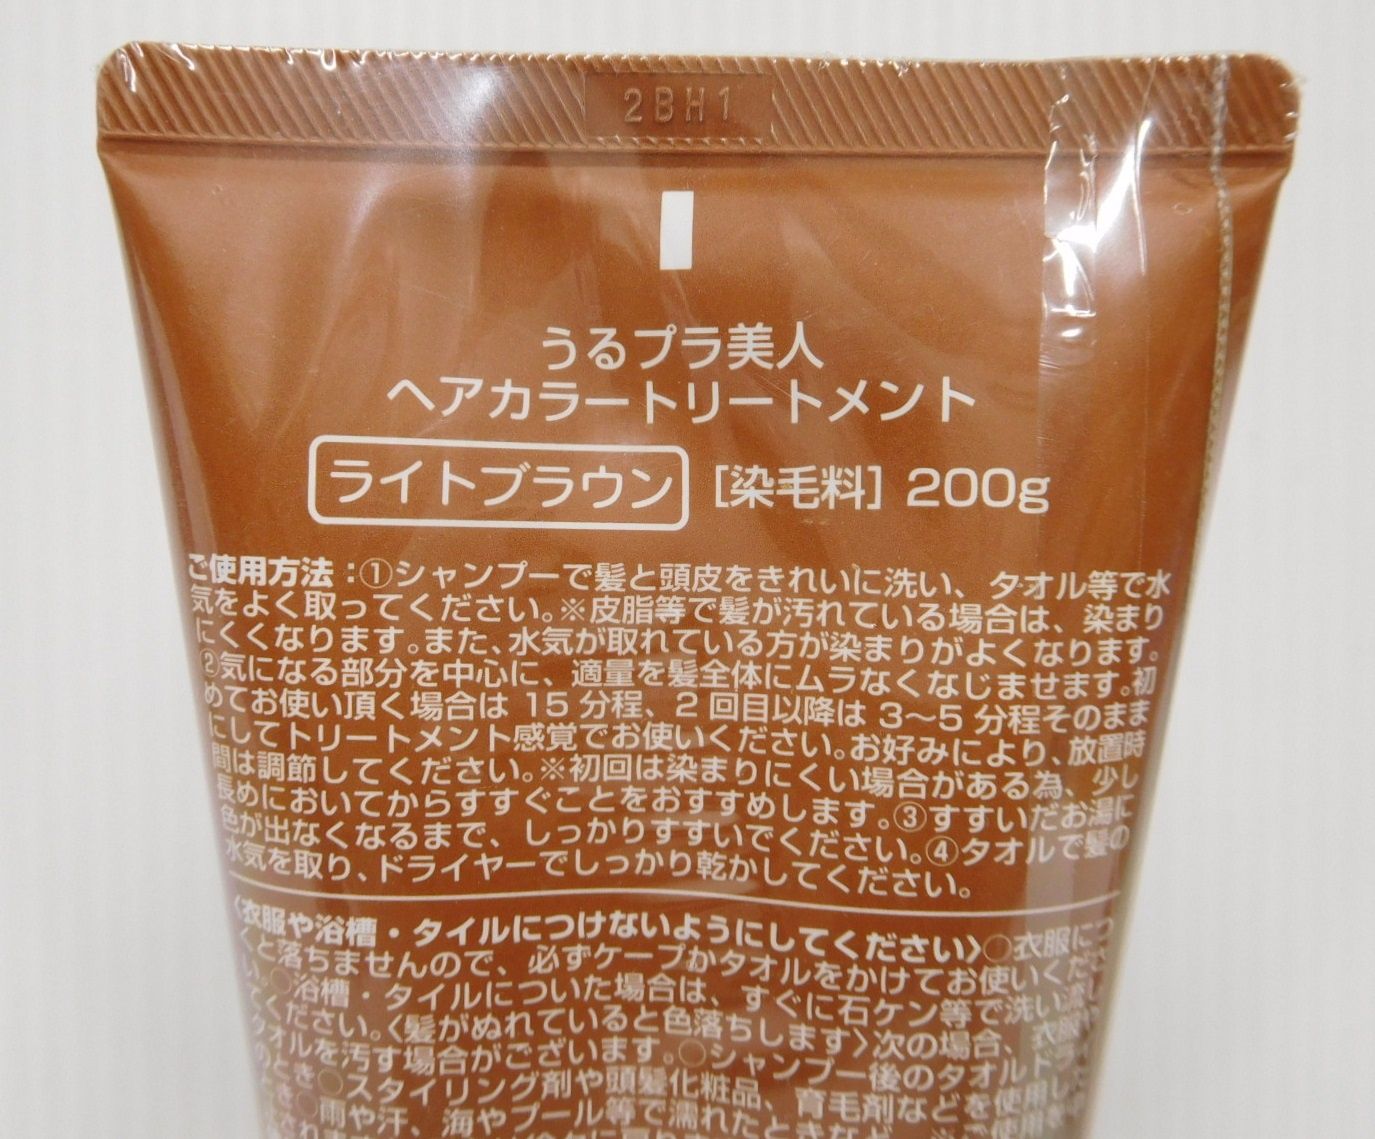 2BH1
うるプラ美人
ヘアカラートリートメント
ライトブラウン [染毛料] 200g
ご使用方法:①シャンプーで髪と頭皮をきれいに洗い、タオル等で水
気をよく取ってください。※皮脂等で髪が汚れている場合は、染まり
にくくなります。また、水気が取れている方が染まりがよくなります。
②気になる部分を中心に、適量を髪全体にムラなくなじませます。初
めてお使い頂く場合は 15 分程、2 回目以降は 3〜5 分程そのまま
にしてトリートメント感覚でお使いください。お好みにより、放置時
間は調節してください。※初回は染まりにくい場合がある為、少し
長めにおいてからすすぐことをおすすめします。③すすいだお湯に
色が出なくなるまで、しっかりすすいでください。④タオルで髪の
水気を取り、ドライヤーでしっかり乾かしてください。
〈衣服や浴槽・タイルにつけないようにしてください〉○衣服につ
くと落ちませんので、必ずケープかタオルをかけてお使いくださ
い。○浴槽・タイルについた場合は、すぐに石ケン等で洗い流し
てください。〈髪がぬれていると色落ちします〉次の場合、衣服や
タオルを汚す場合がございます。○シャンプー後のタオルドラ
のとき○スタイリング剤や頭髪化粧品、育毛剤などを使用した
とき○雨や汗、海やプール等で濡れたときなど